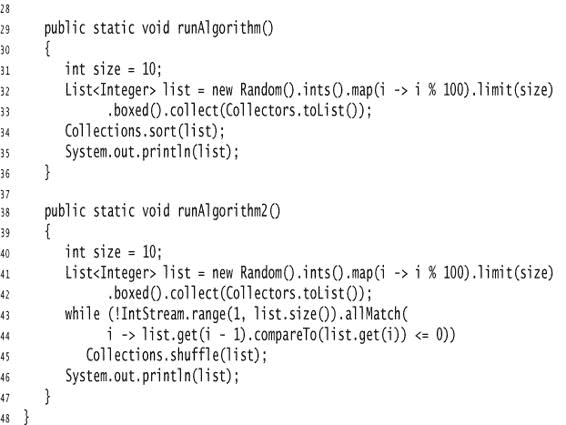 28
29    public static void runAlgorithm()
30    {
31       int size = 10;
32       List<Integer> list = new Random().ints().map(i -> i % 100).limit(size)
33             .boxed().collect(Collectors.toList());
34       Collections.sort(list);
35       System.out.println(list);
36    }
37
38    public static void runAlgorithm2()
39    {
40       int size = 10;
41       List<Integer> list = new Random().ints().map(i -> i % 100).limit(size)
42             .boxed().collect(Collectors.toList());
43       while (!IntStream.range(1, list.size()).allMatch(
44             i -> list.get(i - 1).compareTo(list.get(i)) <= 0))
45          Collections.shuffle(list);
46       System.out.println(list);
47    }
48 }